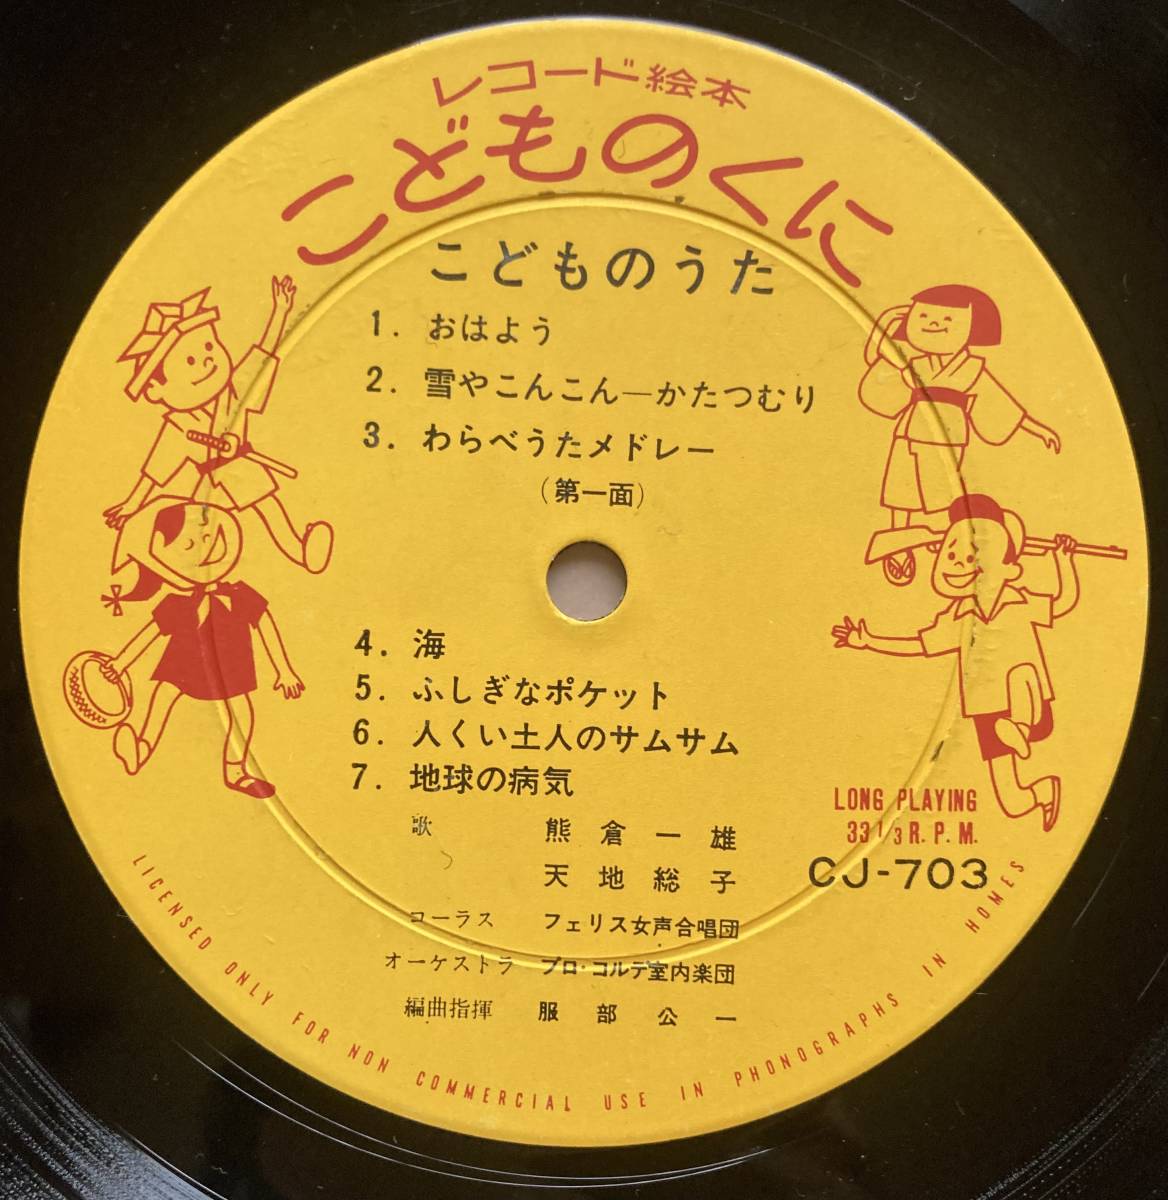 レコード絵本
こどものくに
こどものうた
1. おはよう
2. 雪やこんこん—かたつむり
3. わらべうたメドレー
(第一面)
4. 海
5. ふしぎなポケット
6. 人くい土人のサムサム
7. 地球の病気
歌 熊倉一雄
天地総子
コーラス フェリス女声合唱団
オーケストラ プロ・コルデ室内楽団
編曲指揮 服部公一
LONG PLAYING
33 1/3 R.P.M.
CJ-703
LICENSED ONLY FOR NON COMMERCIAL USE IN PHONOGRAPHS IN HOMES